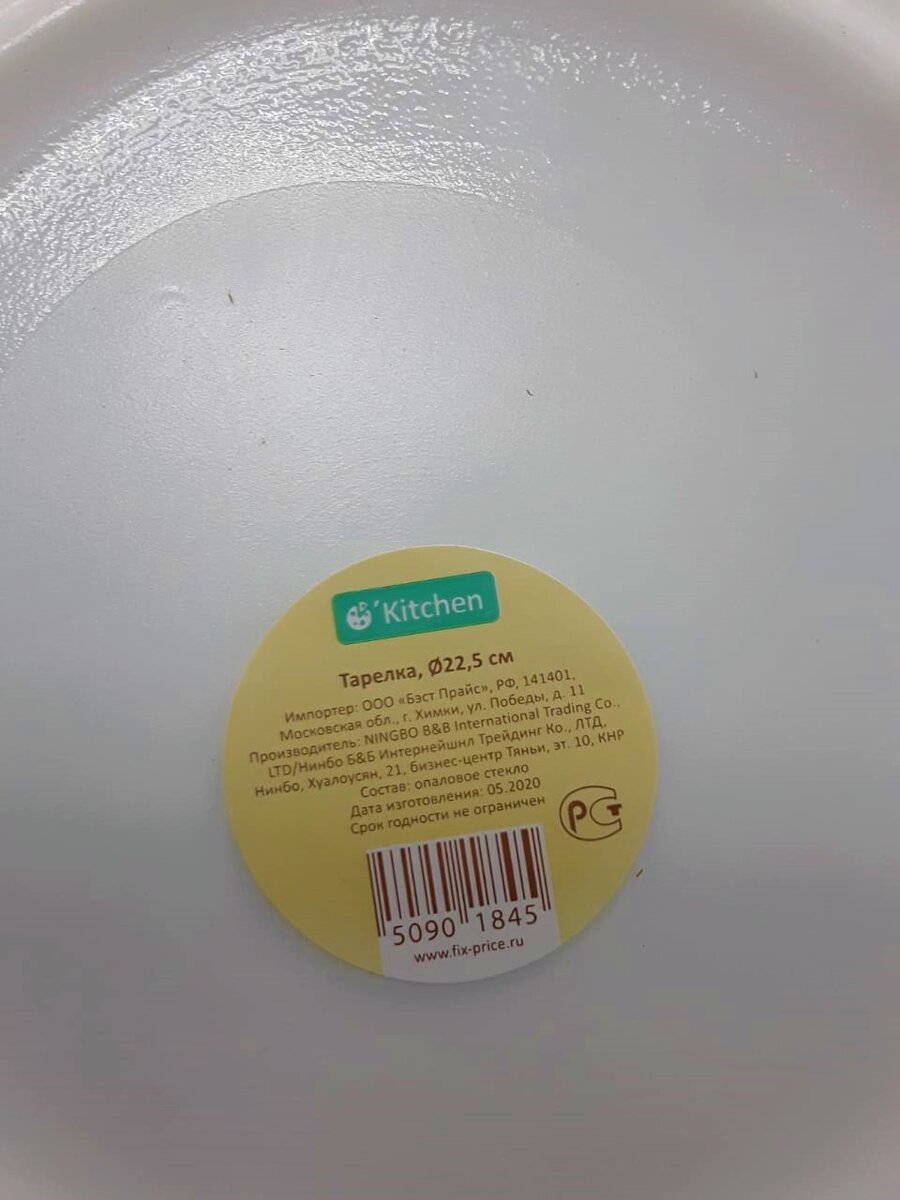 'Kitchen
Тарелка, Ø22,5 см
Импортер: ООО «Бэст Прайс», РФ, 141401,
Московская обл., г. Химки, ул. Победы, д. 11
Производитель: NINGBO B&B International Trading Co.,
LTD/Нинбо Б&Б Интернейшнл Трейдинг Ко., ЛТД,
Нинбо, Хуалоусян, 21, бизнес-центр Тяньи, эт. 10, КНР
Состав: опаловое стекло
Дата изготовления: 05.2020
Срок годности не ограничен
РСТ
5090 1845
www.fix-price.ru